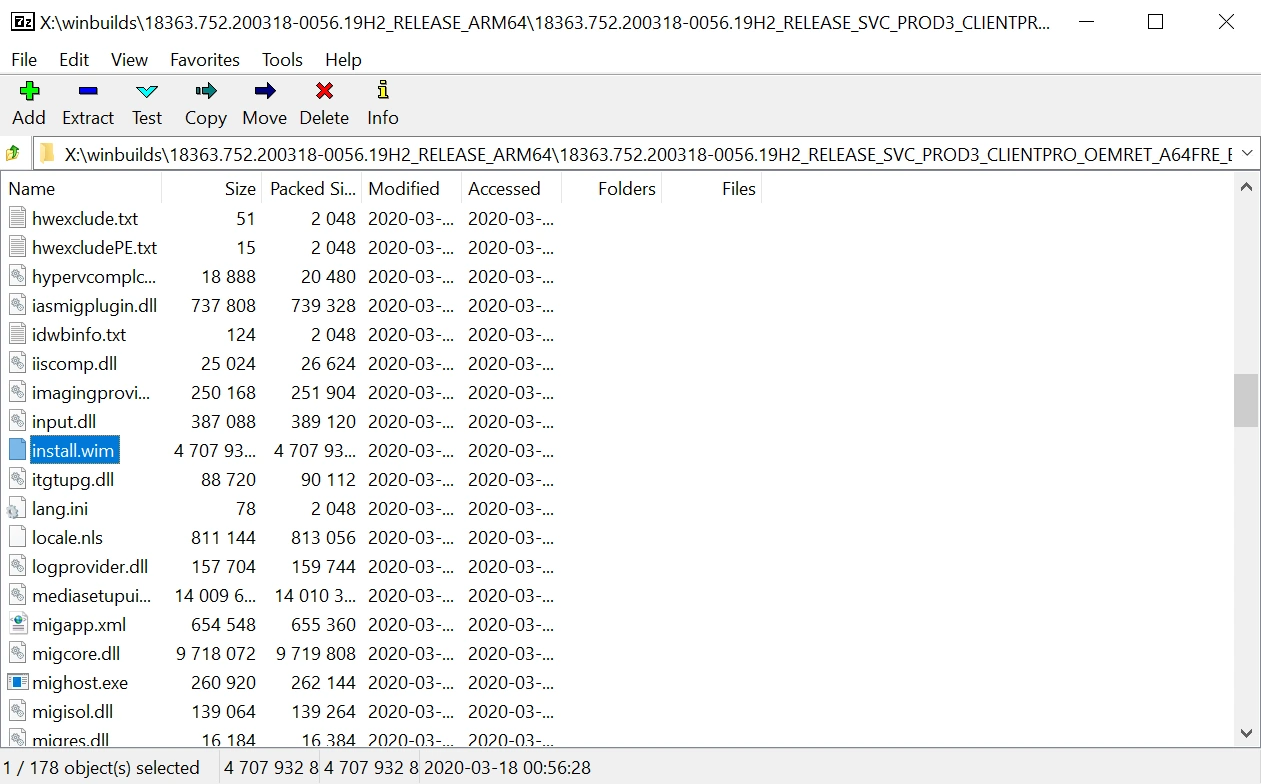 X:\winbuilds\18363.752.200318-0056.19H2_RELEASE_ARM64\18363.752.200318-0056.19H2_RELEASE_SVC_PROD3_CLIENTPR...
File Edit View Favorites Tools Help
Add Extract Test Copy Move Delete Info
X:\winbuilds\18363.752.200318-0056.19H2_RELEASE_ARM64\18363.752.200318-0056.19H2_RELEASE_SVC_PROD3_CLIENTPRO_OEMRET_A64FRE_E
Name Size Packed Si... Modified Accessed Folders Files
hwexclude.txt 51 2 048 2020-03-... 2020-03-...
hwexcludePE.txt 15 2 048 2020-03-... 2020-03-...
hypervcomplc... 18 888 20 480 2020-03-... 2020-03-...
iasmigplugin.dll 737 808 739 328 2020-03-... 2020-03-...
idwbinfo.txt 124 2 048 2020-03-... 2020-03-...
iiscomp.dll 25 024 26 624 2020-03-... 2020-03-...
imagingprovi... 250 168 251 904 2020-03-... 2020-03-...
input.dll 387 088 389 120 2020-03-... 2020-03-...
install.wim 4 707 93... 4 707 93... 2020-03-... 2020-03-...
itgtupg.dll 88 720 90 112 2020-03-... 2020-03-...
lang.ini 78 2 048 2020-03-... 2020-03-...
locale.nls 811 144 813 056 2020-03-... 2020-03-...
logprovider.dll 157 704 159 744 2020-03-... 2020-03-...
mediasetupui... 14 009 6... 14 010 3... 2020-03-... 2020-03-...
migapp.xml 654 548 655 360 2020-03-... 2020-03-...
migcore.dll 9 718 072 9 719 808 2020-03-... 2020-03-...
mighost.exe 260 920 262 144 2020-03-... 2020-03-...
migisol.dll 139 064 139 264 2020-03-... 2020-03-...
migres.dll 16 184 16 384 2020-03-... 2020-03-...
1 / 178 object(s) selected 4 707 932 8 4 707 932 8 2020-03-18 00:56:28